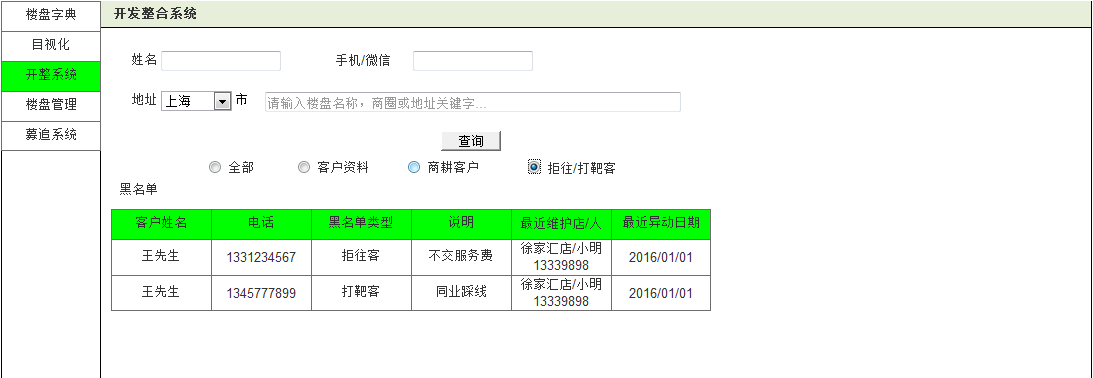 楼盘字典
目视化
开整系统
楼盘管理
募追系统
开发整合系统
姓名
手机/微信
地址 上海 市 请输入楼盘名称，商圈或地址关键字...
查询
全部 客户资料 商耕客户 拒往/打靶客
黑名单
客户姓名 电话 黑名单类型 说明 最近维护店/人 最近异动日期
王先生 1331234567 拒往客 不交服务费 徐家汇店/小明 2016/01/01
13339898
王先生 1345777899 打靶客 同业踩线 徐家汇店/小明 2016/01/01
13339898